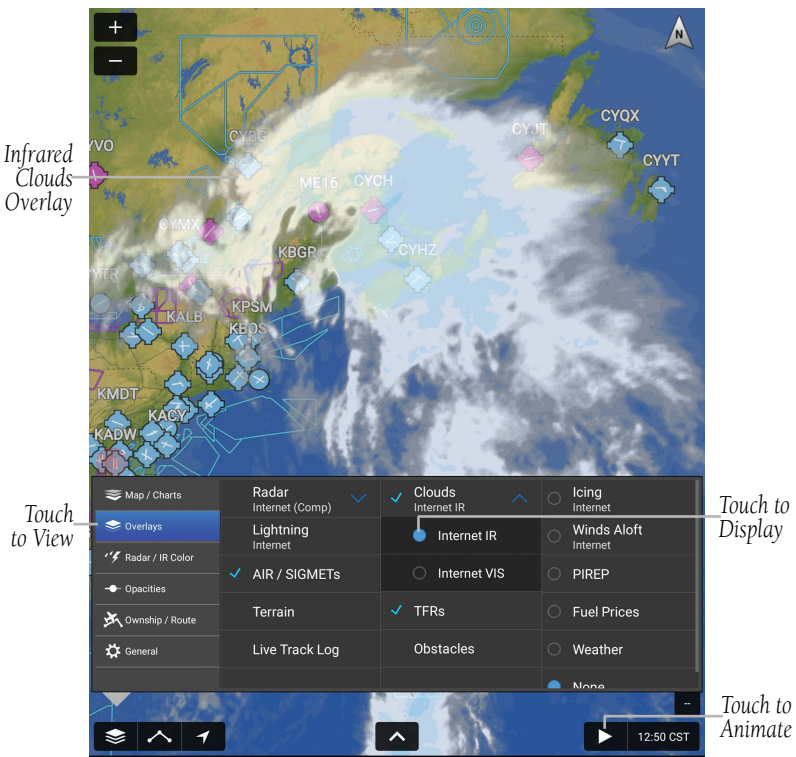 +
−
N
CYQX
CYJT
CYYT
CYBG
YVO
Infrared
Clouds
Overlay
ME16
CYCH
CYMX
CYHZ
KBGR
CYTR
KPSM
KALB
KBOS
KMDT
KACY
KADW
Map / Charts
Overlays
Radar / IR Color
Opacities
Ownship / Route
General
Radar
Internet (Comp)
Lightning
Internet
AIR / SIGMETs
Terrain
Live Track Log
Clouds
Internet IR
Internet IR
Internet VIS
TFRs
Obstacles
Icing
Internet
Winds Aloft
Internet
PIREP
Fuel Prices
Weather
None
Touch
to View
Touch to
Display
--
Touch to
Animate
12:50 CST